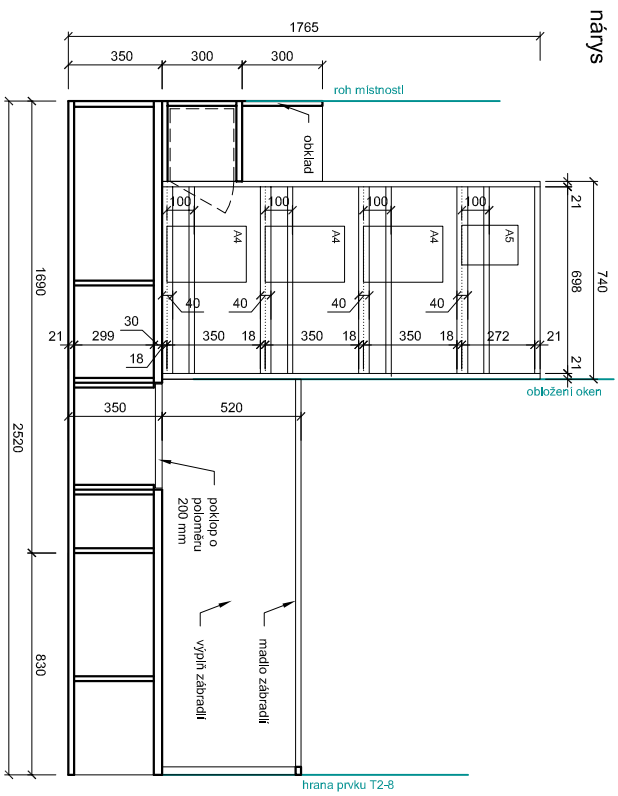 nárys
1765
350
300
300
roh místností
obklad
100
100
100
100
A4
A4
A4
A5
21
698
21
740
40
40
40
40
1690
30
21
299
18
350
18
350
18
350
18
272
21
obložení oken
350
520
2520
poklop o
poloměru
200 mm
830
výplň zábradlí
madlo zábradlí
hrana prvku T2-8